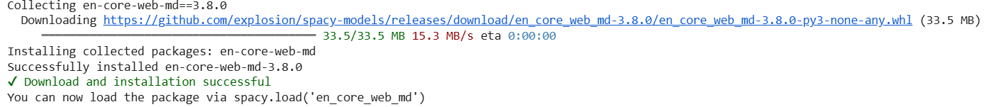 Collecting en-core-web-md==3.8.0
Downloading https://github.com/explosion/spacy-models/releases/download/en_core_web_md-3.8.0/en_core_web_md-3.8.0-py3-none-any.whl (33.5 MB)
33.5/33.5 MB 15.3 MB/s eta 0:00:00
Installing collected packages: en-core-web-md
Successfully installed en-core-web-md-3.8.0
✔ Download and installation successful
You can now load the package via spacy.load('en_core_web_md')